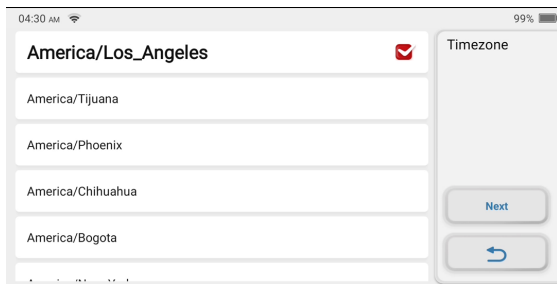 04:30 AM
99%
America/Los_Angeles
Timezone
America/Tijuana
America/Phoenix
America/Chihuahua
Next
America/Bogota